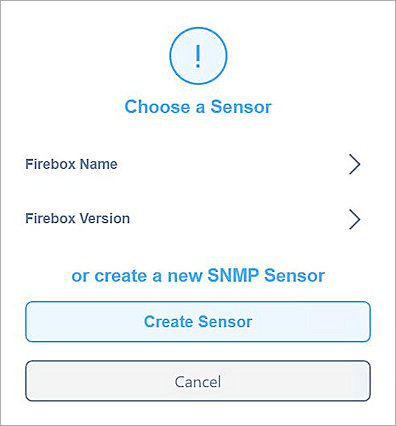 !
Choose a Sensor
Firebox Name
Firebox Version
or create a new SNMP Sensor
Create Sensor
Cancel